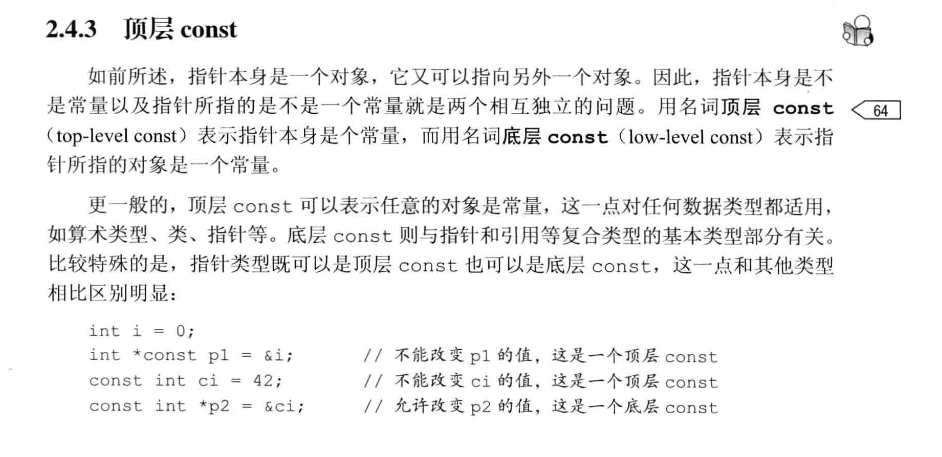 2.4.3 顶层 const
如前所述，指针本身是一个对象，它又可以指向另外一个对象。因此，指针本身是不
是常量以及指针所指的是不是一个常量就是两个相互独立的问题。用名词顶层 const
64
（top-level const）表示指针本身是个常量，而用名词底层 const（low-level const）表示指
针所指的对象是一个常量。
更一般的，顶层 const 可以表示任意的对象是常量，这一点对任何数据类型都适用，
如算术类型、类、指针等。底层 const 则与指针和引用等复合类型的基本类型部分有关。
比较特殊的是，指针类型既可以是顶层 const 也可以是底层 const，这一点和其他类型
相比区别明显：
int i = 0;
int *const p1 = &i; // 不能改变 p1 的值，这是一个顶层 const
const int ci = 42; // 不能改变 ci 的值，这是一个顶层 const
const int *p2 = &ci; // 允许改变 p2 的值，这是一个底层 const